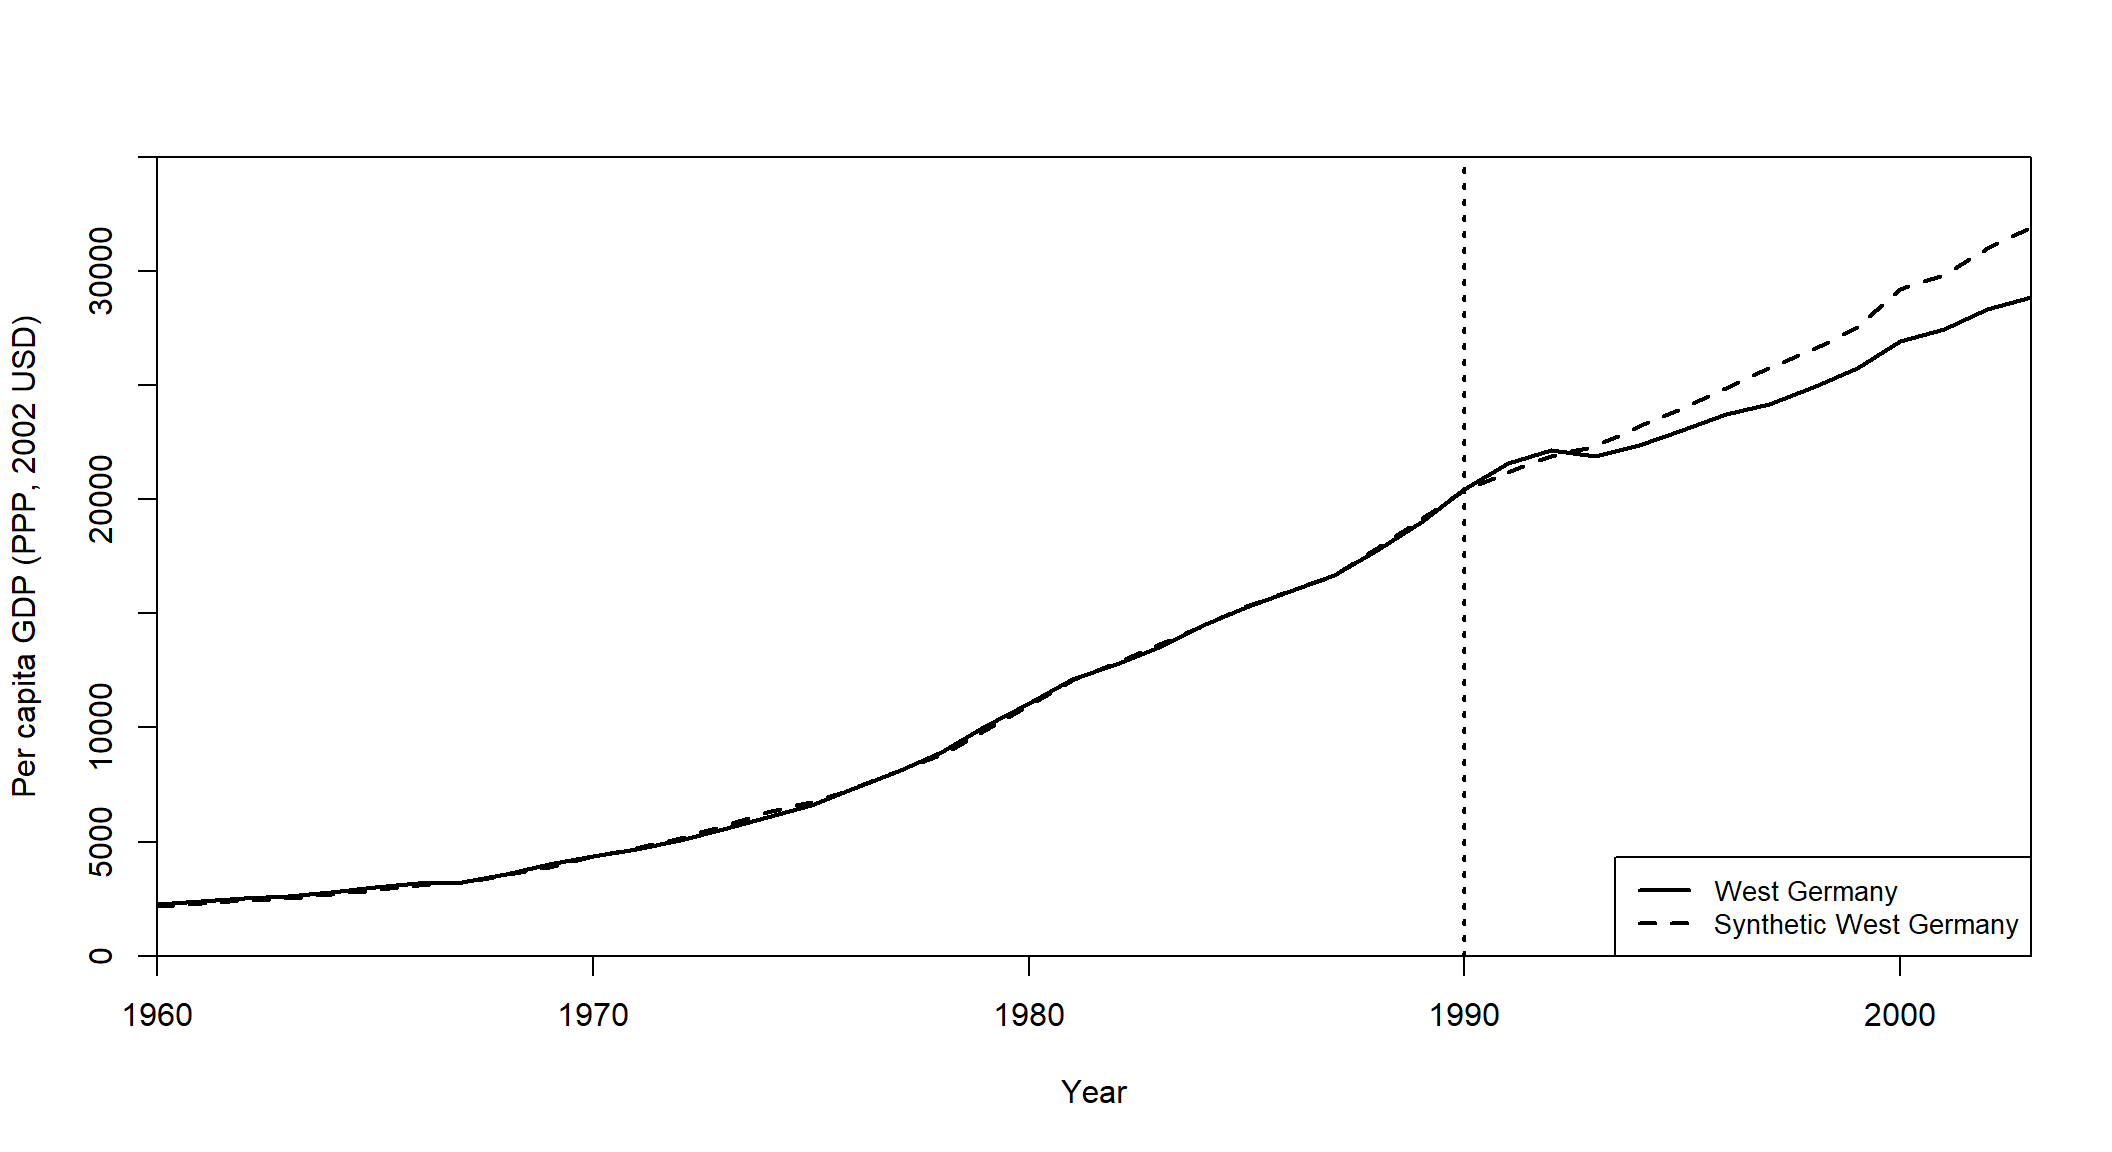 Per capita GDP (PPP, 2002 USD)
30000
20000
10000
5000
0
1960 1970 1980 1990 2000
Year
West Germany
Synthetic West Germany